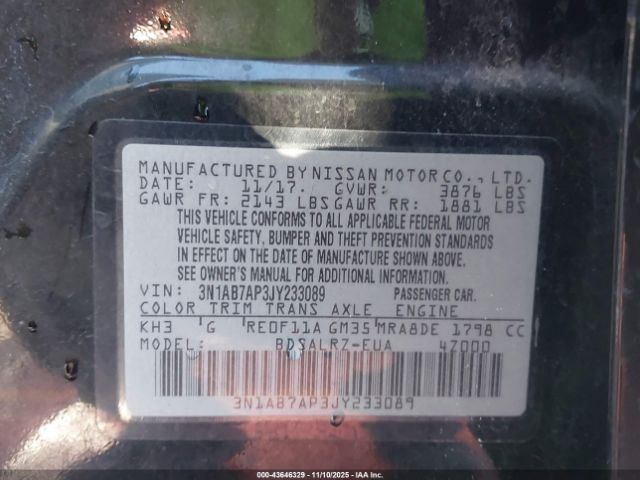 MANUFACTURED BY NISSAN MOTOR CO., LTD.
DATE: 11/17. GVWR: 3876 LBS
GAWR FR: 2143 LBS GAWR RR: 1881 LBS
THIS VEHICLE CONFORMS TO ALL APPLICABLE FEDERAL MOTOR
VEHICLE SAFETY, BUMPER AND THEFT PREVENTION STANDARDS
IN EFFECT ON THE DATE OF MANUFACTURE SHOWN ABOVE.
SEE OWNER'S MANUAL FOR ADDITIONAL INFORMATION.
VIN: 3N1AB7AP3JY233089 PASSENGER CAR.
COLOR TRIM TRANS AXLE ENGINE
KH3 G RE0F11A GM35 MRA8DE 1798 CC
MODEL: BDSALR7-EUA 47000
3N1AB7AP3JY233089
000-43646329 - 11/10/2025 - IAA Inc.